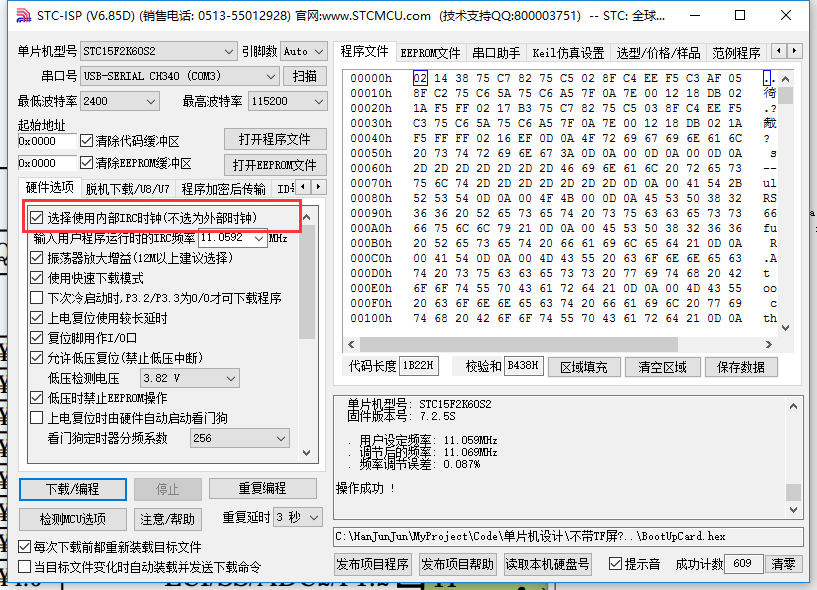 STC-ISP (V6.85D) (销售电话: 0513-55012928) 官网:www.STCMCU.com (技术支持QQ:800003751) -- STC: 全球...
单片机型号 STC15F2K60S2 引脚数 Auto
串口号 USB-SERIAL CH340 (COM3) 扫描
最低波特率 2400 最高波特率 115200
起始地址
0x0000 清除代码缓冲区 打开程序文件
0x0000 清除EEPROM缓冲区 打开EEPROM文件
硬件选项 脱机下载/U8/U7 程序加密后传输 ID号
选择使用内部IRC时钟(不选为外部时钟)
输入用户程序运行时的IRC频率 11.0592 MHz
振荡器放大增益(12M以上建议选择)
使用快速下载模式
下次冷启动时,P3.2/P3.3为0/0才可下载程序
上电复位使用较长延时
复位脚用作I/O口
允许低压复位(禁止低压中断)
低压检测电压 3.82 V
低压时禁止EEPROM操作
上电复位时由硬件自动启动看门狗
看门狗定时器分频系数 256
下载/编程 停止 重复编程
检测MCU选项 注意/帮助 重复延时 3 秒
每次下载前都重新装载目标文件
当目标文件变化时自动装载并发送下载命令
程序文件 EEPROM文件 串口助手 Keil仿真设置 选型/价格/样品 范例程序
00000h 02 14 38 75 C7 82 75 C5 02 8F C4 EE F5 C3 AF 05 ..
00010h 8F C2 75 C6 5A 75 C6 A5 7F 0A 7E 00 12 18 DB 02
00020h 1A F5 FF 02 17 B3 75 C7 82 75 C5 03 8F C4 EE F5 .?
00030h C3 75 C6 5A 75 C6 A5 7F 0A 7E 00 12 18 DB 02 1A
00040h F5 FF FF 02 16 EF 0D 0A 4F 72 69 67 69 6E 61 6C ?
00050h 20 73 74 72 69 6E 67 3A 0D 0A 00 0D 0A 00 0D 0A s
00060h 2D 2D 2D 2D 2D 2D 2D 2D 46 69 6E 61 6C 20 72 65 73 --
00070h 75 6C 74 2D 2D 2D 2D 2D 2D 2D 0D 0A 00 41 54 2B ul
00080h 52 53 54 0D 0A 00 0D 0A 00 45 53 50 38 32 RS
00090h 36 36 20 52 65 73 65 74 20 53 75 63 63 65 73 73 66
000A0h 66 75 6C 6C 79 21 0D 0A 00 45 53 50 38 32 36 36 fu
000B0h 20 52 65 73 65 74 20 66 61 69 6C 65 64 21 0D 0A R
000C0h 00 41 54 0D 0A 00 4D 43 55 20 63 6F 6E 6E 65 63 .A
000D0h 74 20 73 75 63 63 65 73 73 20 77 69 74 68 20 42 t
000E0h 6F 6F 74 55 70 43 61 72 64 21 0D 0A 00 4D 43 55 oo
000F0h 20 63 6F 6E 6E 65 63 74 20 66 61 69 6C 20 77 69 c
00100h 74 68 20 42 6F 6F 74 55 70 43 61 72 64 21 0D 0A th
代码长度 1B22H 校验和 B438H 区域填充 清空区域 保存数据
单片机型号: STC15F2K60S2
固件版本号: 7.2.5S
. 用户设定频率: 11.059MHz
. 调节后的频率: 11.069MHz
. 频率调节误差: 0.087%
操作成功 !
C:\HanJunJun\MyProject\Code\单片机设计\不带TF屏?..\BootUpCard.hex
发布项目程序 发布项目帮助 读取本机硬盘号 提示音 成功计数 609 清零